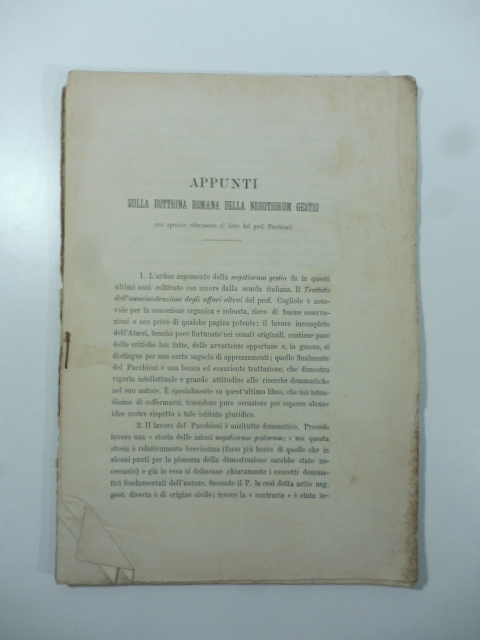 APPUNTI
SULLA DOTTRINA ROMANA DELLA NEGOTIORUM GESTIO
(con speciale riferimento al libro del prof. Pacchioni)
1. L'arduo argomento della negotiorum gestio fu in questi
ultimi anni coltivato con amore dalla scuola italiana. Il Trattato
dell'amministrazione degli affari altrui del prof. Cogliolo è note-
vole per la concezione organica e robusta, ricco di buone osserva-
zioni e non privo di qualche pagina potente; il lavoro incompleto
dell'Atzeri, benchè poco fortunato nei conati originali, contiene pure
delle critiche ben fatte, delle avvertenze opportune e, in genere, si
distingue per una certa sagacia di apprezzamenti; quello finalmente
del Pacchioni è una buona ed esauriente trattazione, che dimostra
vigoria intellettuale e grande attitudine alle ricerche dommatiche
nel suo autore. È specialmente su quest'ultimo libro, che noi inten-
diamo di soffermarci, traendone pure occasione per esporre alcune
idee nostre rispetto a tale istituto giuridico.
2. Il lavoro del Pacchioni è anzitutto dommatico. Precede
invero una « storia delle azioni negotiorum gestorum; » ma questa
storia è relativamente brevissima (forse più breve di quello che in
alcuni punti per la pienezza della dimostrazione sarebbe stato ne-
cessario) e già in essa si delineano chiaramente i concetti domma-
tici fondamentali dell'autore. Secondo il P. la così detta actio neg.
gest. directa è di origine civile; invece la « contraria » è stata in-